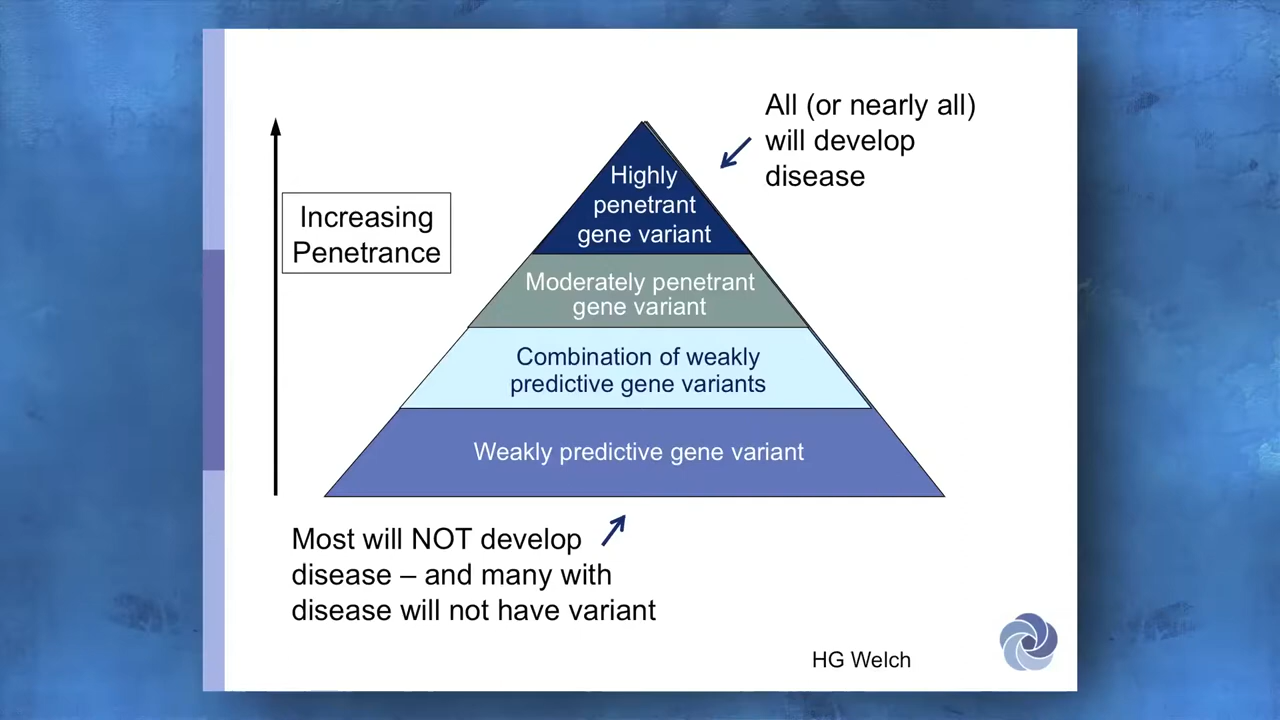 All (or nearly all)
will develop
disease
Increasing
Penetrance
Highly
penetrant
gene variant
Moderately penetrant
gene variant
Combination of weakly
predictive gene variants
Weakly predictive gene variant
Most will NOT develop
disease – and many with
disease will not have variant
HG Welch